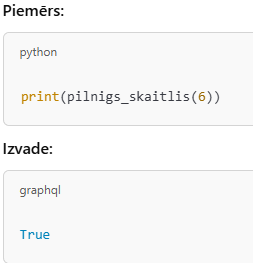 Piemērs:
python
print(pilnigs_skaitlis(6))
Izvade:
graphql
True